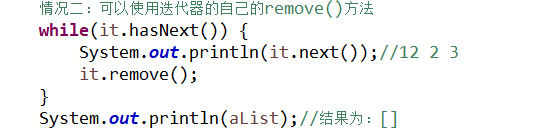 情况二：可以使用迭代器的自己的remove()方法
while(it.hasNext()) {
System.out.println(it.next());//12 2 3
it.remove();
}
System.out.println(aList);//结果为：[]